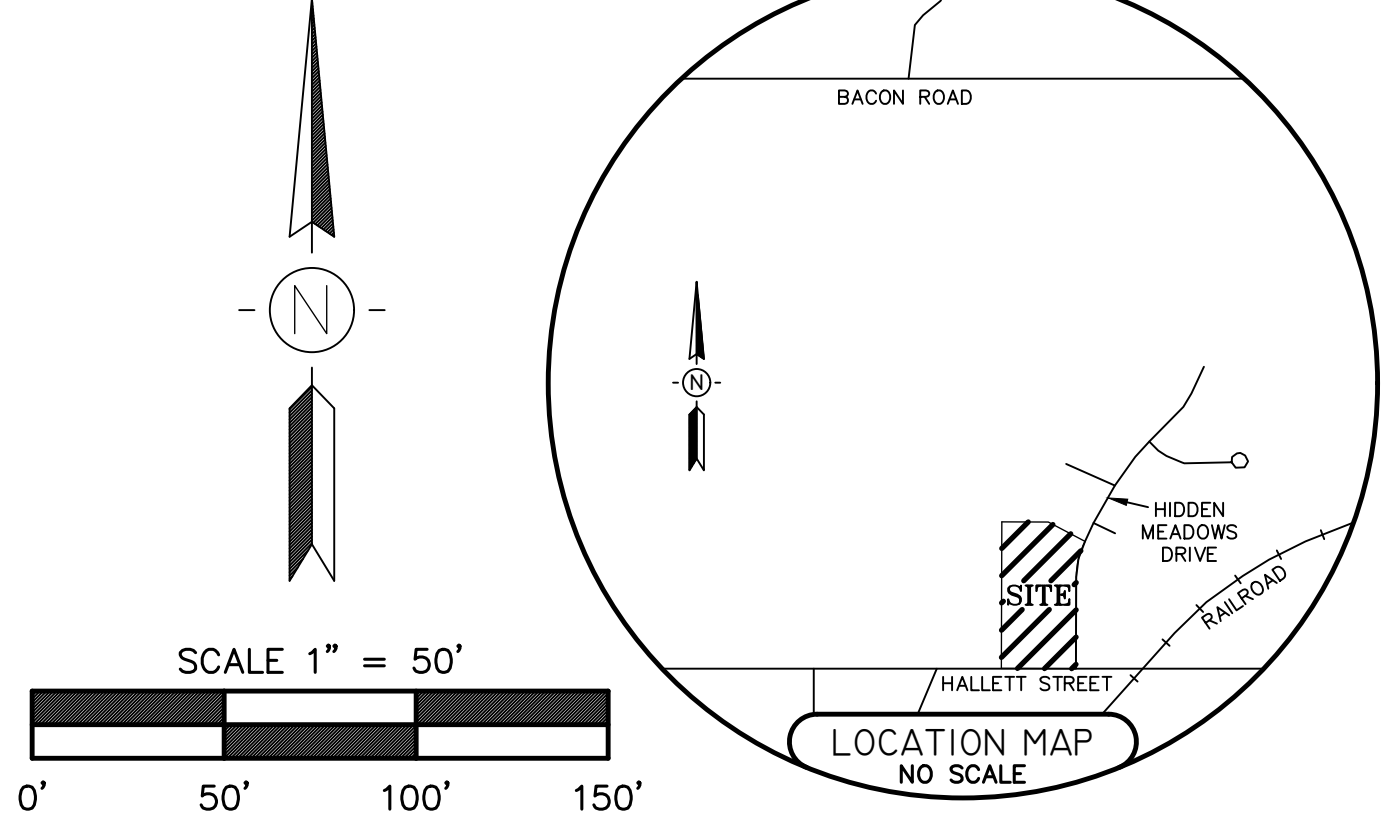 N
SCALE 1” = 50’
0’ 50’ 100’ 150’
BACON ROAD
N
HIDDEN
MEADOWS
DRIVE
SITE
RAILROAD
HALLETT STREET
LOCATION MAP
NO SCALE